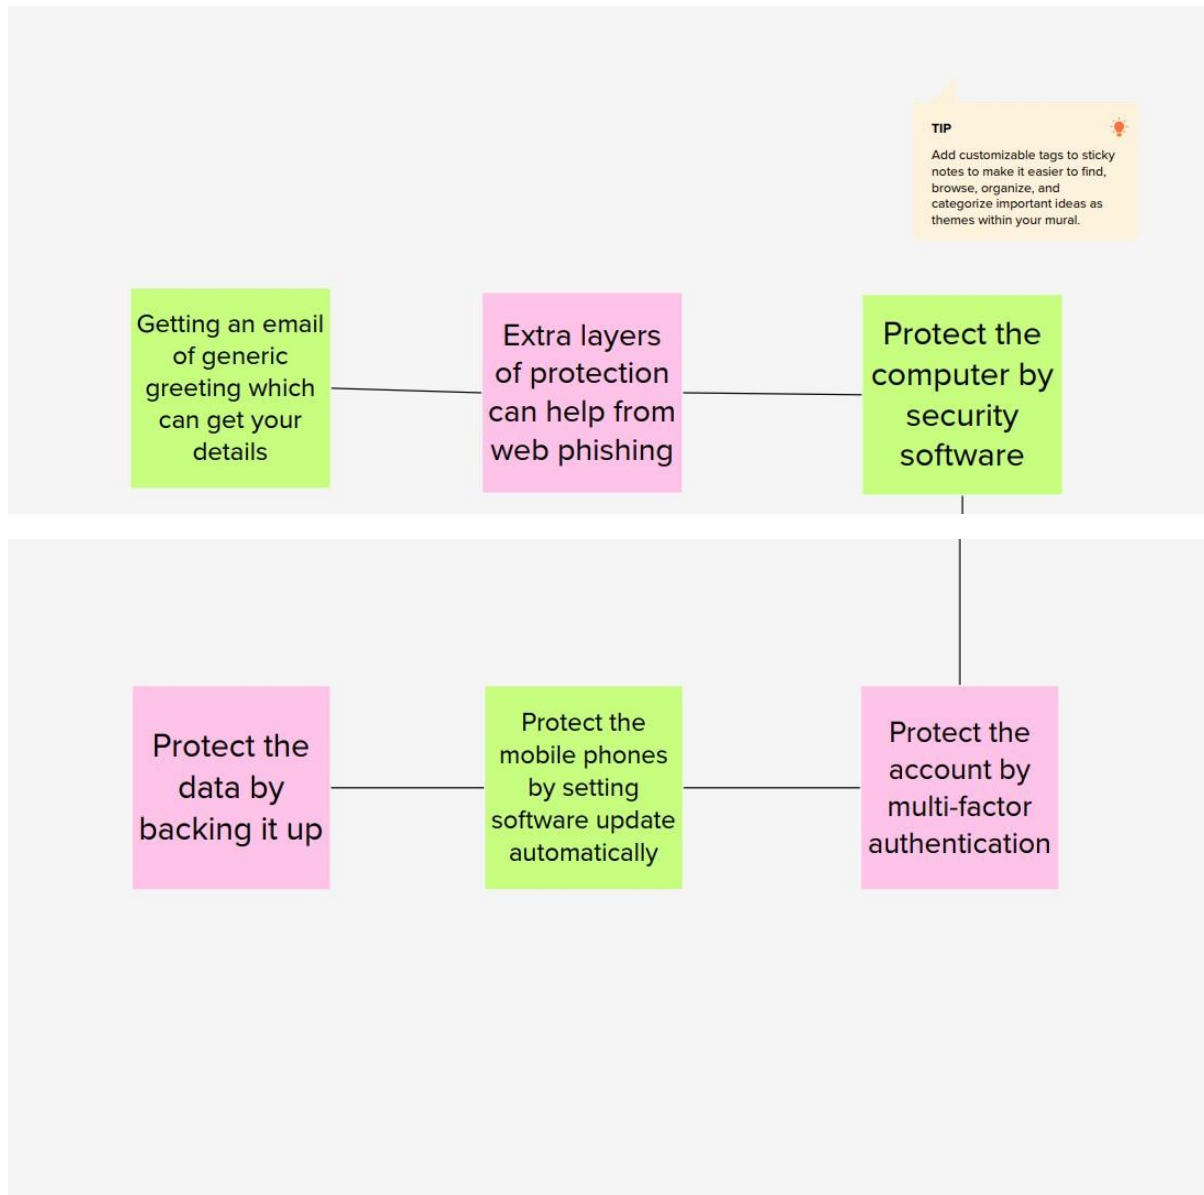 TIP
Add customizable tags to sticky
notes to make it easier to find,
browse, organize, and
categorize important ideas as
themes within your mural.
Getting an email
of generic
greeting which
can get your
details
Extra layers
of protection
can help from
web phishing
Protect the
computer by
security
software
Protect the
data by
backing it up
Protect the
mobile phones
by setting
software update
automatically
Protect the
account by
multi-factor
authentication